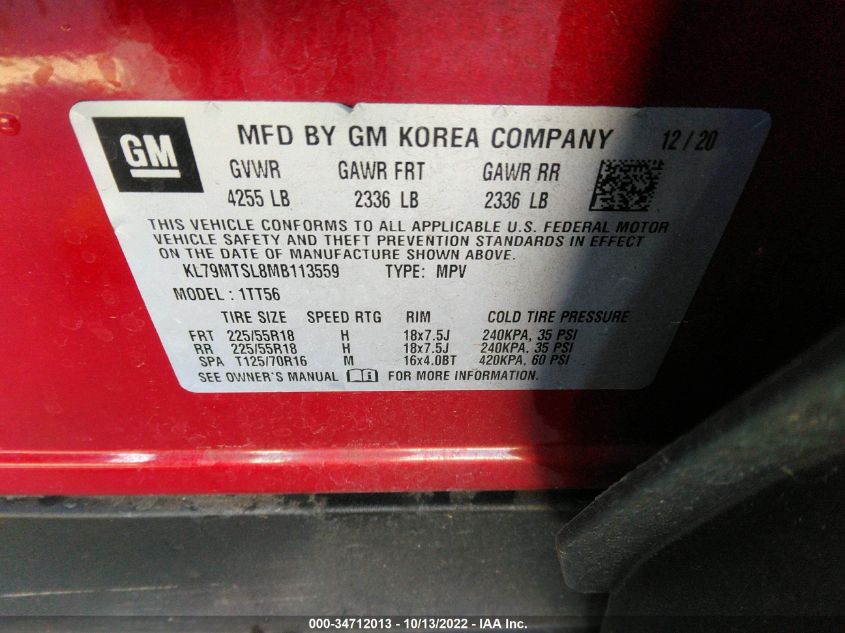 GM
MFD BY GM KOREA COMPANY 12/20
GVWR GAWR FRT GAWR RR
4255 LB 2336 LB 2336 LB
THIS VEHICLE CONFORMS TO ALL APPLICABLE U.S. FEDERAL MOTOR
VEHICLE SAFETY AND THEFT PREVENTION STANDARDS IN EFFECT
ON THE DATE OF MANUFACTURE SHOWN ABOVE.
KL79MTSL8MB113559 TYPE: MPV
MODEL: 1TT56
TIRE SIZE SPEED RTG RIM COLD TIRE PRESSURE
FRT 225/55R18 H 18x7.5J 240KPA, 35 PSI
RR 225/55R18 H 18x7.5J 240KPA, 35 PSI
SPA T125/70R16 M 16x4.0BT 420KPA, 60 PSI
SEE OWNER'S MANUAL FOR MORE INFORMATION.
000-34712013 - 10/13/2022 - IAA Inc.